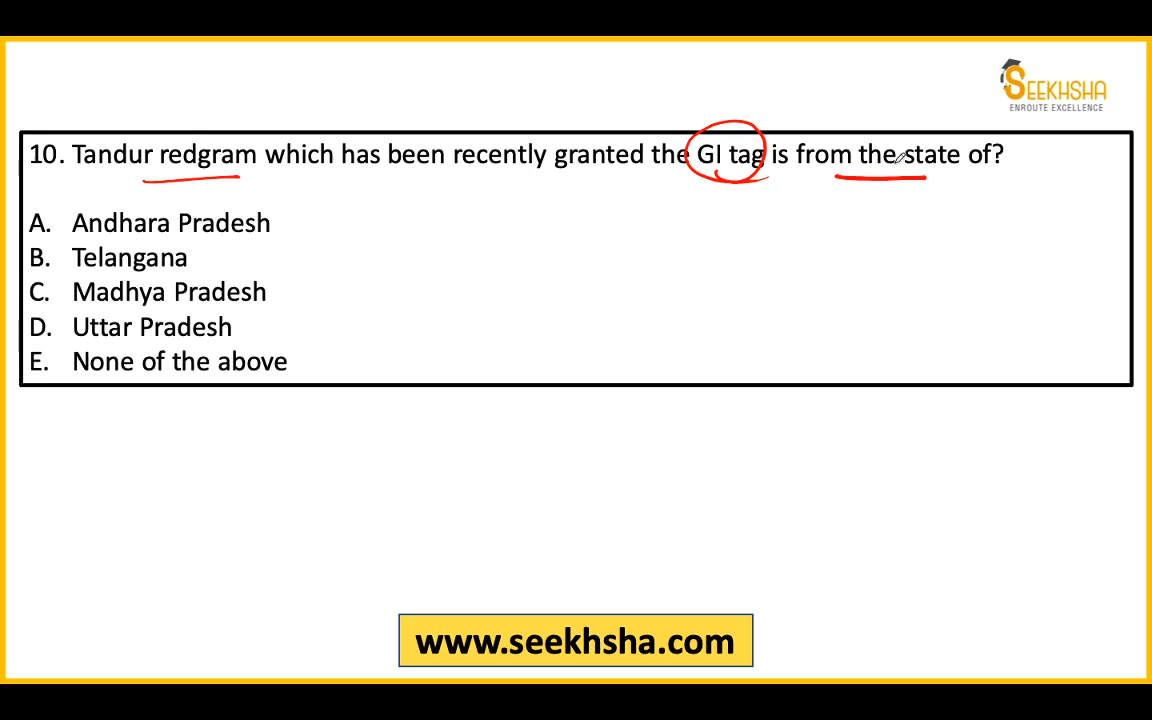 SEEKHSHA
ENROUTE EXCELLENCE
10. Tandur redgram which has been recently granted the GI tag is from the state of?
A. Andhara Pradesh
B. Telangana
C. Madhya Pradesh
D. Uttar Pradesh
E. None of the above
www.seekhsha.com